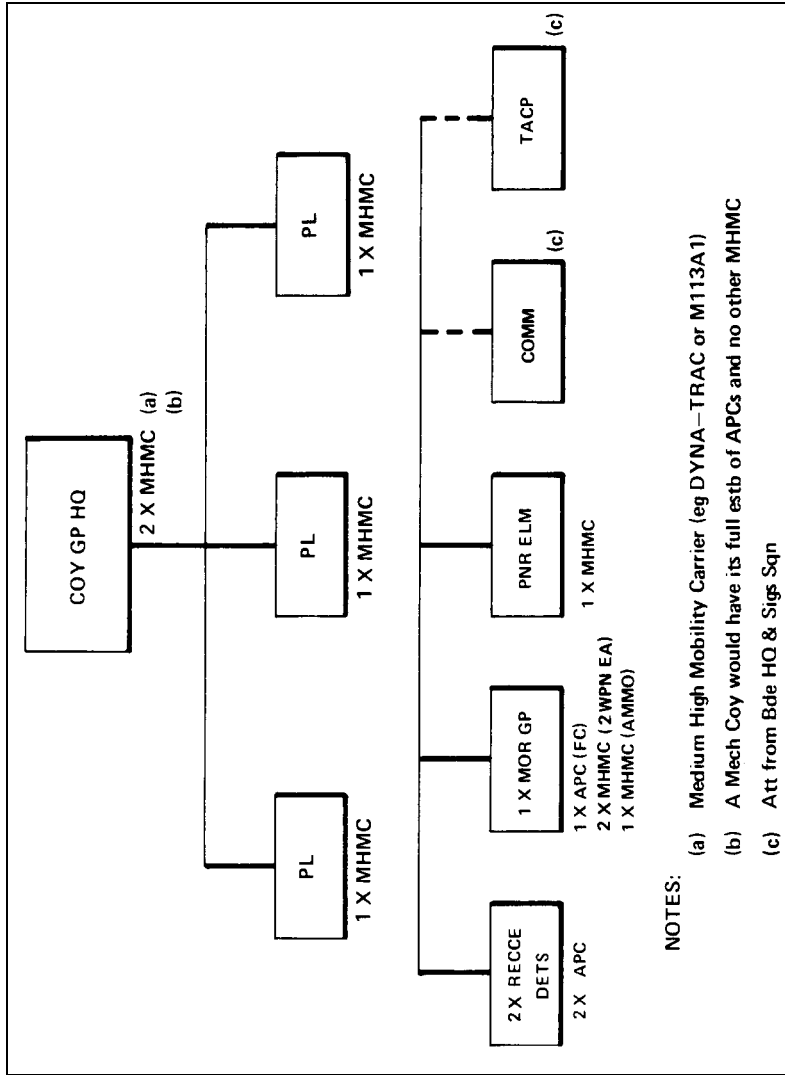 COY GP HQ
2 X MHMC (a)
(b)
PL
1 X MHMC
PL
1 X MHMC
PL
1 X MHMC
2 X RECCE
DETS
2 X APC
1 X MOR GP
1 X APC (FC)
2 X MHMC (2 WPN EA)
1 X MHMC (AMMO)
PNR ELM
1 X MHMC
COMM
(c)
TACP
(c)
NOTES:
(a) Medium High Mobility Carrier (eg DYNA–TRAC or M113A1)
(b) A Mech Coy would have its full estb of APCs and no other MHMC
(c) Att from Bde HQ & Sigs Sqn